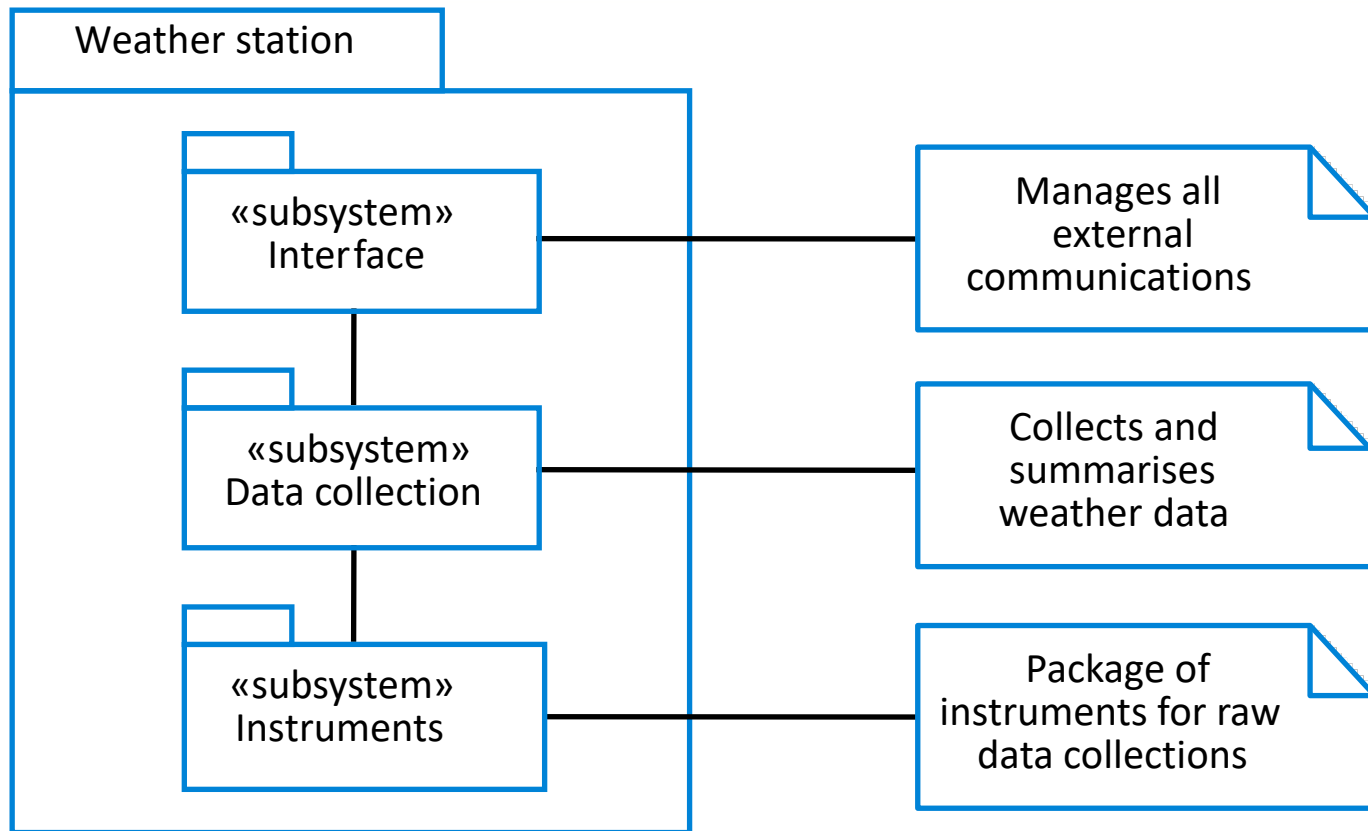 Weather station
«subsystem»
Interface
Manages all
external
communications
«subsystem»
Data collection
Collects and
summarises
weather data
«subsystem»
Instruments
Package of
instruments for raw
data collections